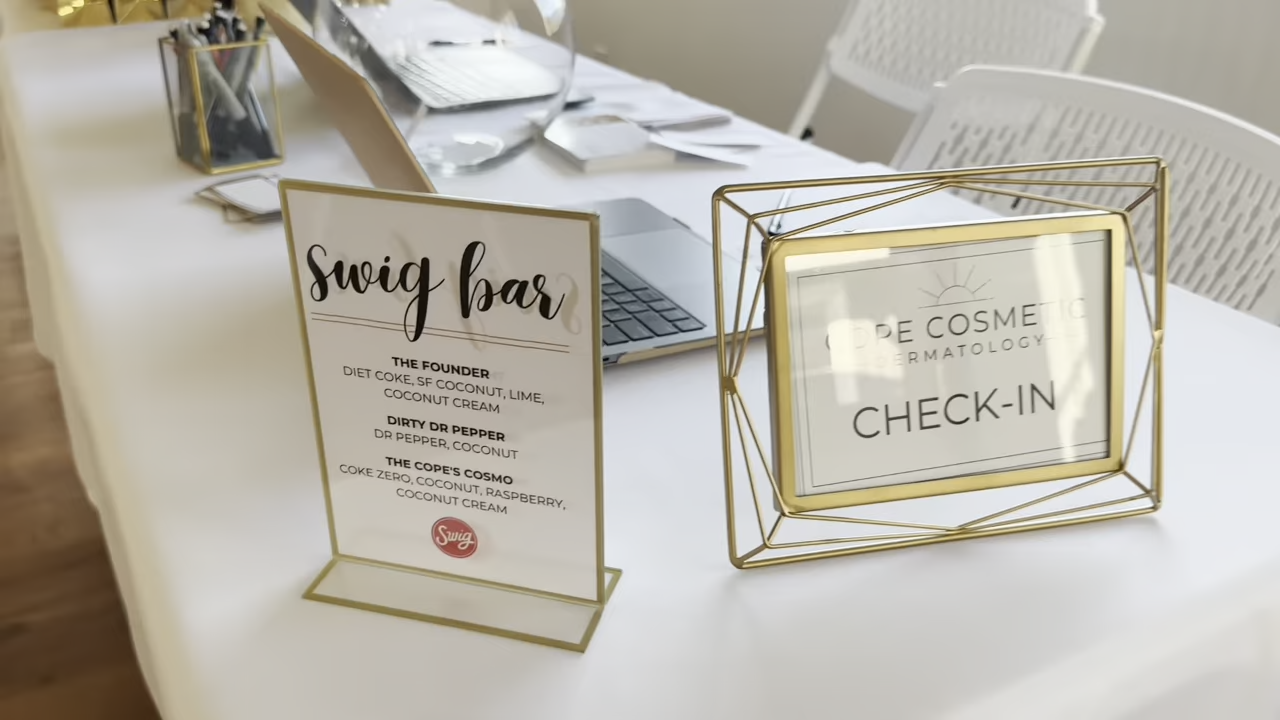 swig bar
THE FOUNDER
DIET COKE, SF COCONUT, LIME,
COCONUT CREAM
DIRTY DR PEPPER
DR PEPPER, COCONUT
THE COPE'S COSMO
COKE ZERO, COCONUT, RASPBERRY,
COCONUT CREAM
Swig
COPE COSMETIC
DERMATOLOGY
CHECK-IN